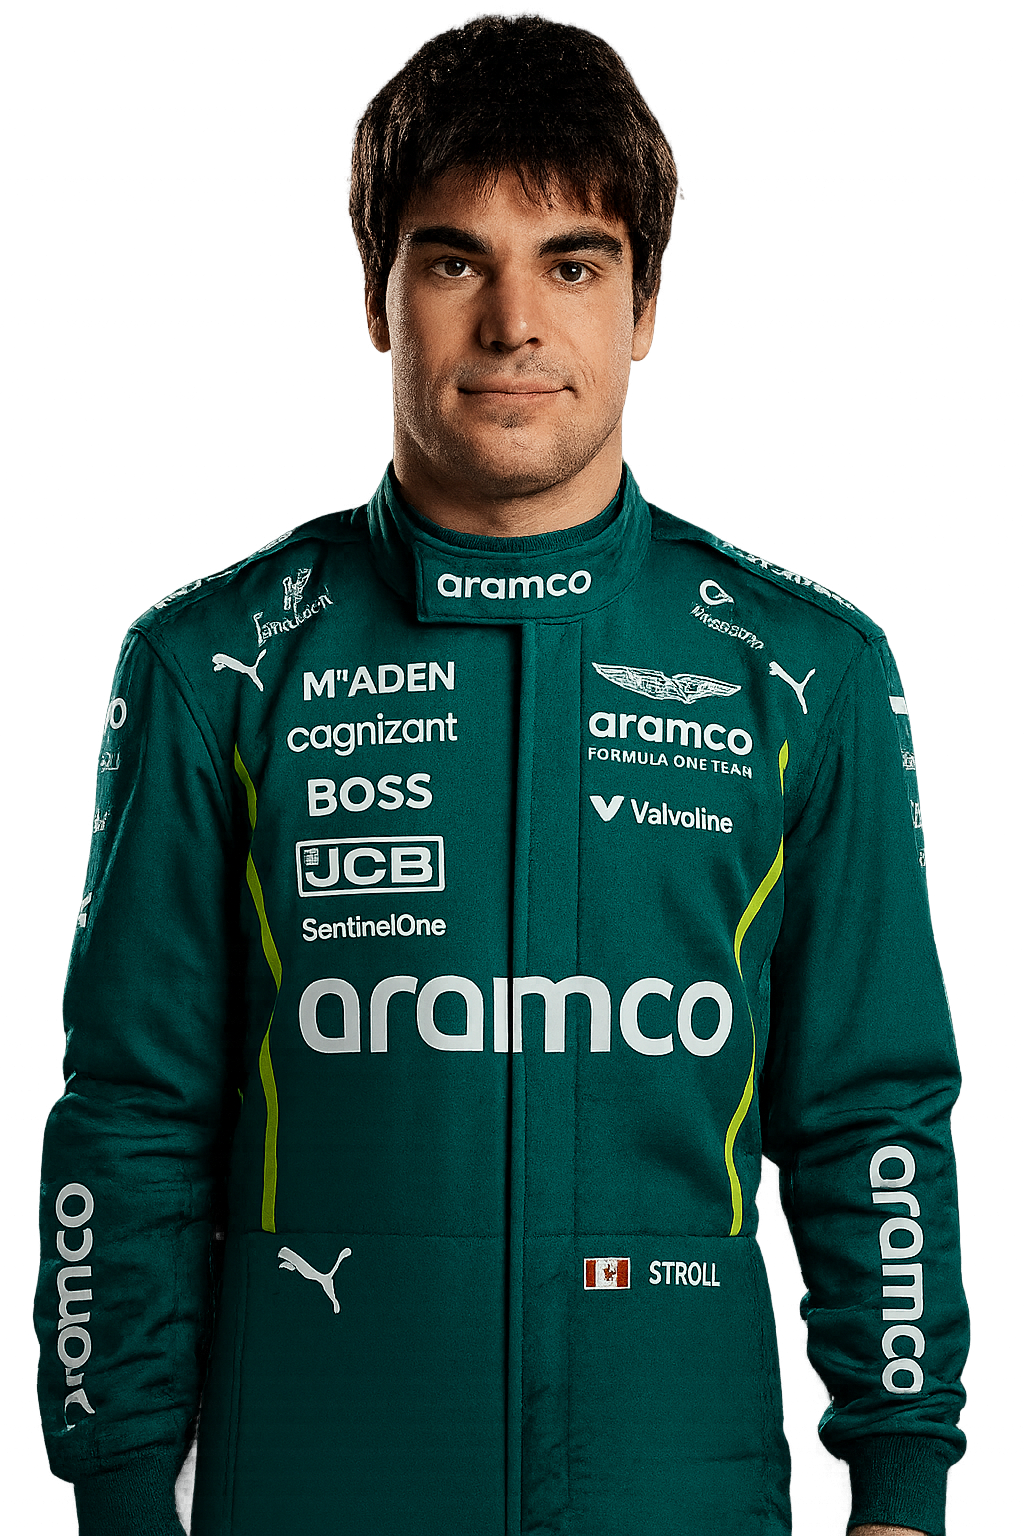 aramco
M"ADEN
cagnizant
BOSS
JCB
SentinelOne
aramco
FORMULA ONE TEAM
Valvoline
aramco
STROLL
aramco
aramco